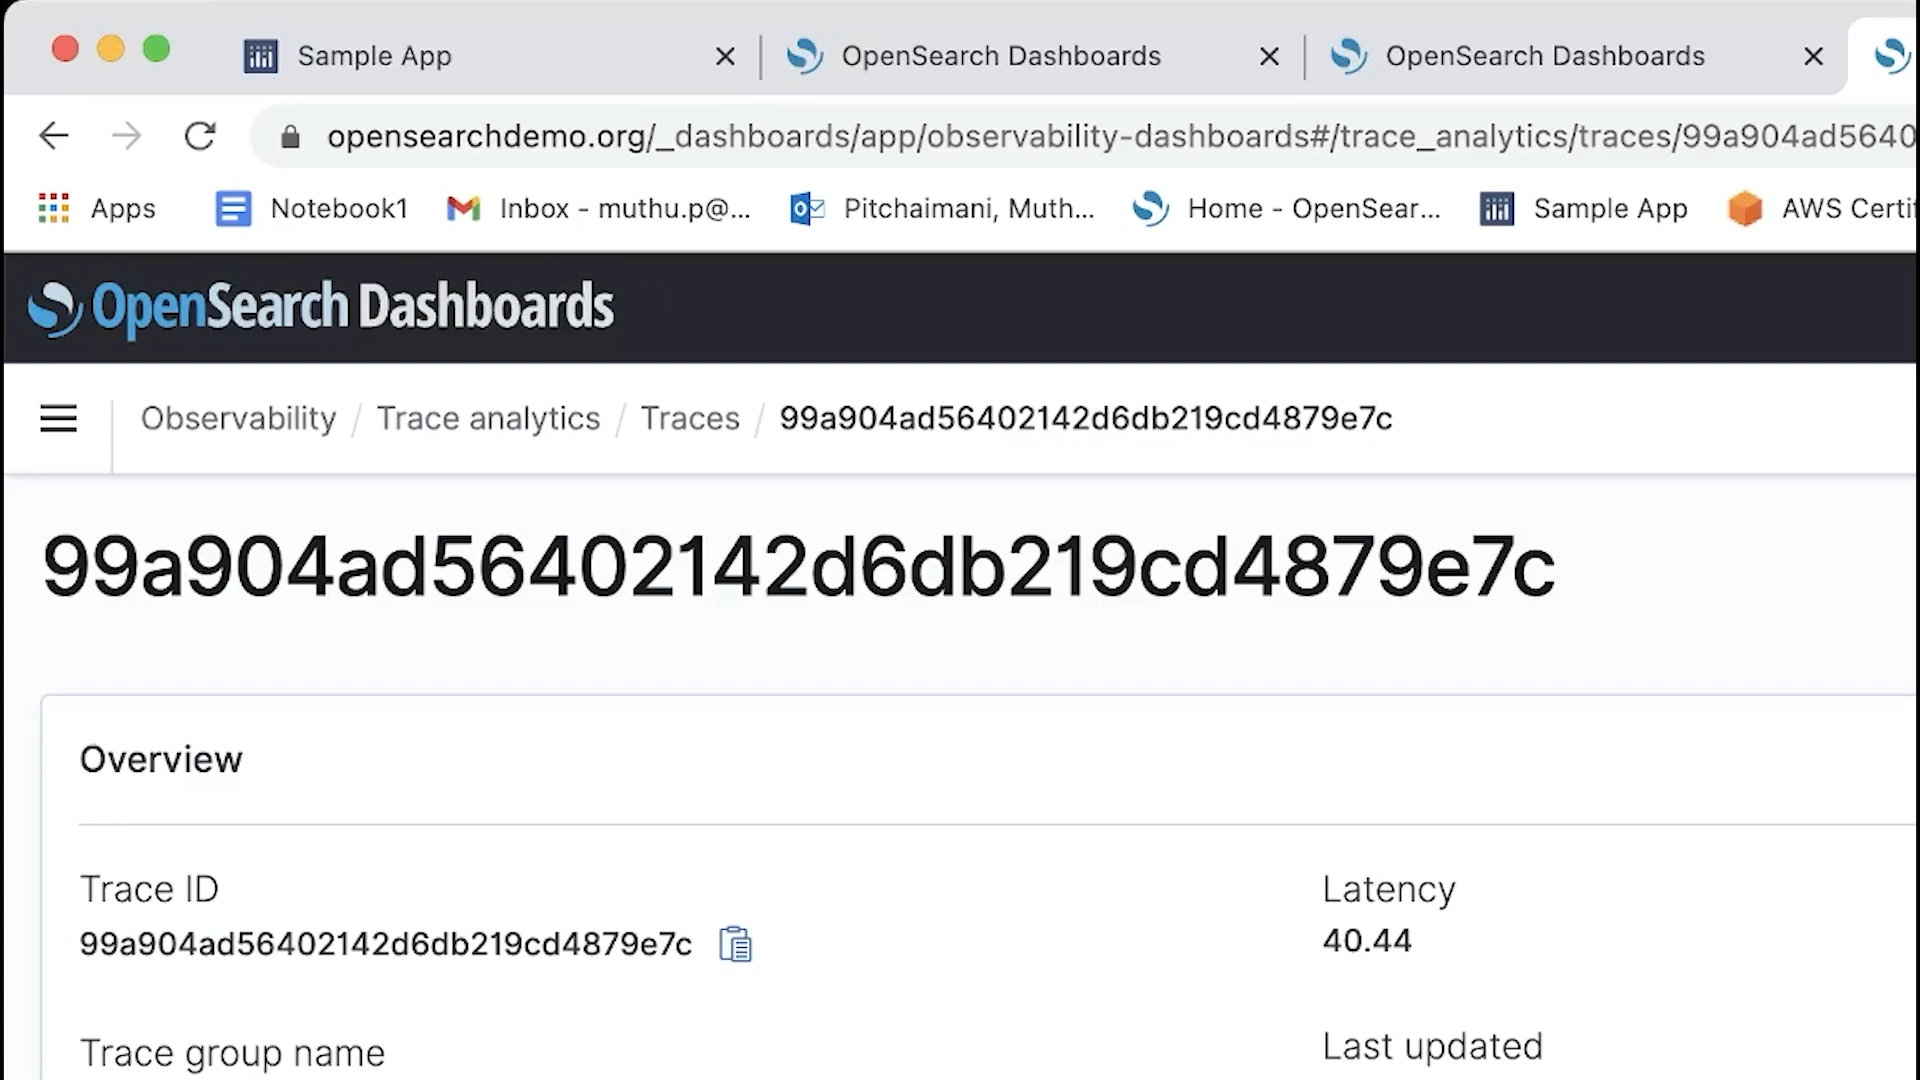 Sample App
OpenSearch Dashboards
OpenSearch Dashboards
opensearchdemo.org/_dashboards/app/observability-dashboards#/trace_analytics/traces/99a904ad5640
Apps
Notebook1
Inbox - muthu.p@...
Pitchaimani, Muth...
Home - OpenSear...
Sample App
AWS Certif
OpenSearch Dashboards
Observability / Trace analytics / Traces / 99a904ad56402142d6db219cd4879e7c
99a904ad56402142d6db219cd4879e7c
Overview
Trace ID
99a904ad56402142d6db219cd4879e7c
Latency
40.44
Trace group name
Last updated